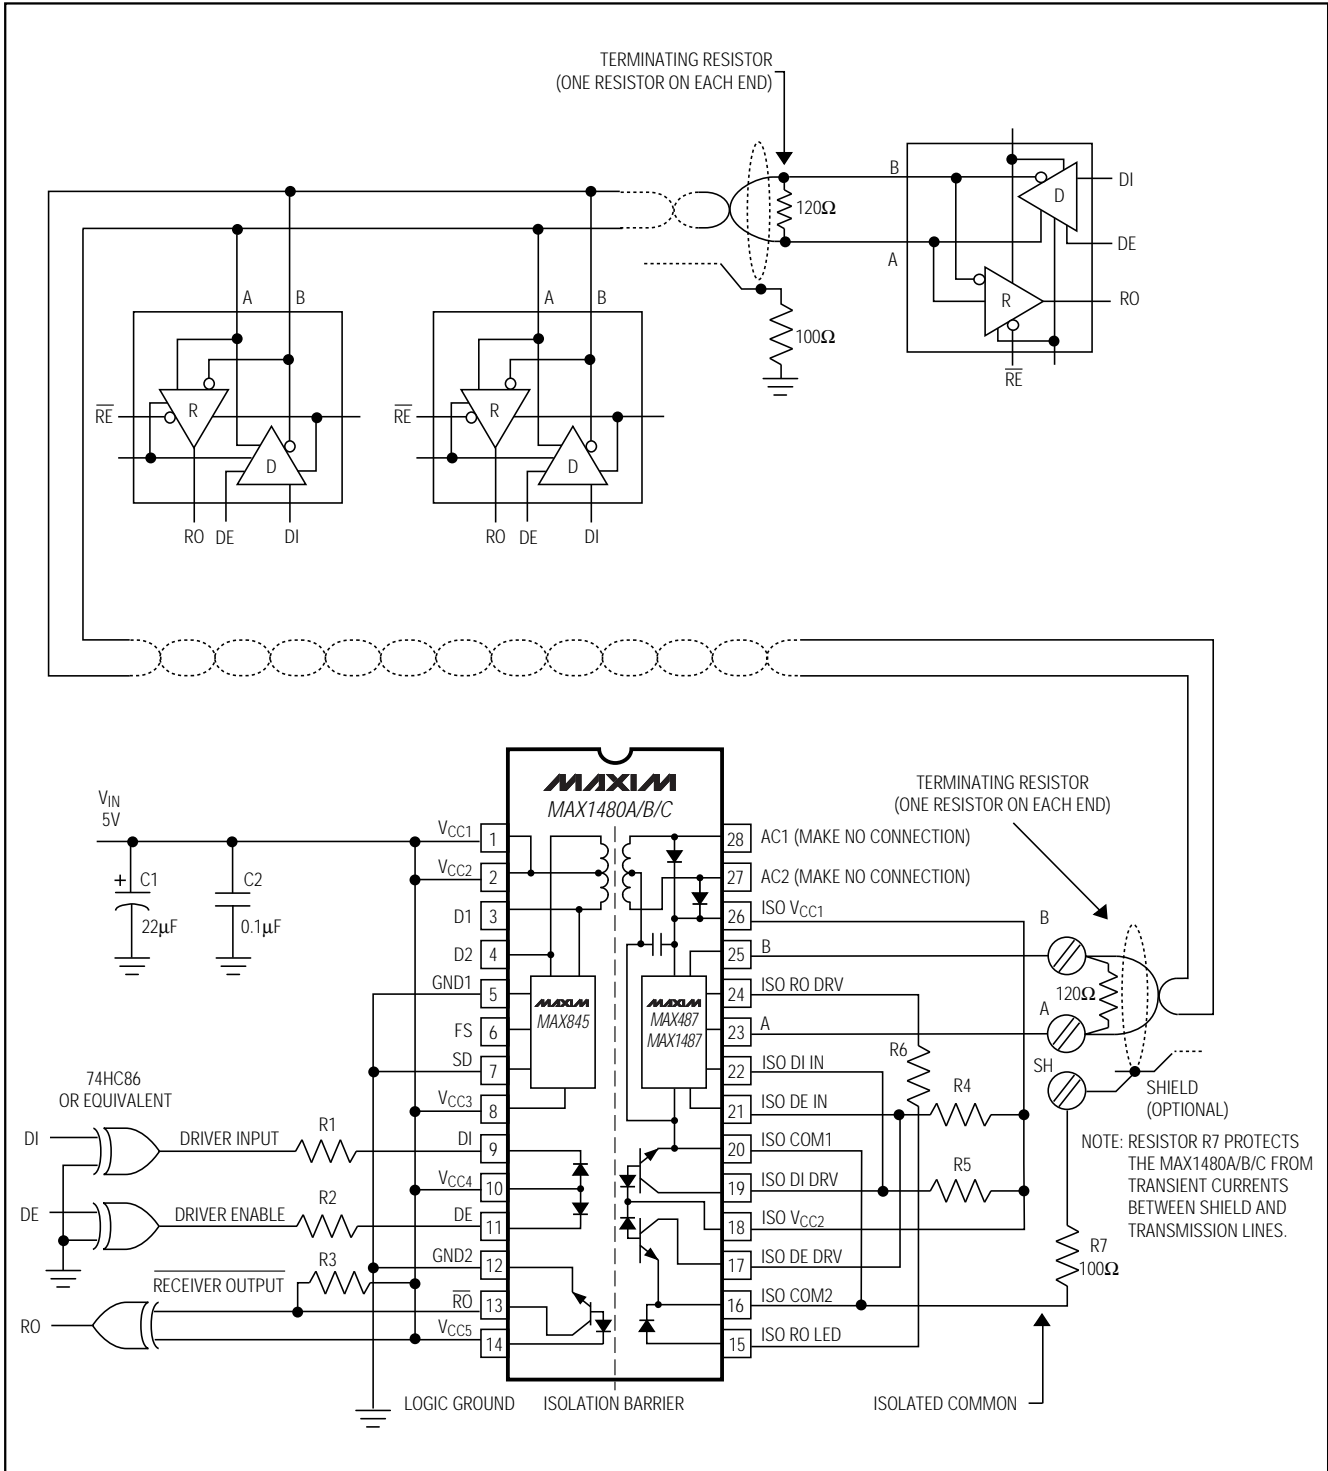 TERMINATING RESISTOR
(ONE RESISTOR ON EACH END)
B
DI
D
120Ω
DE
A
R
RO
100Ω
RE
A B
A B
RE R
RE R
D
D
RO DE DI
RO DE DI
MAXIM
MAX1480A/B/C
TERMINATING RESISTOR
(ONE RESISTOR ON EACH END)
VIN
5V
+ C1
22μF
C2
0.1μF
VCC1 1
VCC2 2
D1 3
D2 4
GND1 5
FS 6
SD 7
VCC3 8
DI 9
VCC4 10
DE 11
GND2 12
RO 13
VCC5 14
MAXIM
MAX845
MAXIM
MAX487
MAX1487
28 AC1 (MAKE NO CONNECTION)
27 AC2 (MAKE NO CONNECTION)
26 ISO VCC1
25 B
24 ISO RO DRV
23 A
22 ISO DI IN
21 ISO DE IN
20 ISO COM1
19 ISO DI DRV
18 ISO VCC2
17 ISO DE DRV
16 ISO COM2
15 ISO RO LED
R6
R4
R5
B
120Ω
A
SH
SHIELD
(OPTIONAL)
NOTE: RESISTOR R7 PROTECTS
THE MAX1480A/B/C FROM
TRANSIENT CURRENTS
BETWEEN SHIELD AND
TRANSMISSION LINES.
R7
100Ω
74HC86
OR EQUIVALENT
DI
DRIVER INPUT
R1
DE
DRIVER ENABLE
R2
R3
RECEIVER OUTPUT
RO
LOGIC GROUND
ISOLATION BARRIER
ISOLATED COMMON